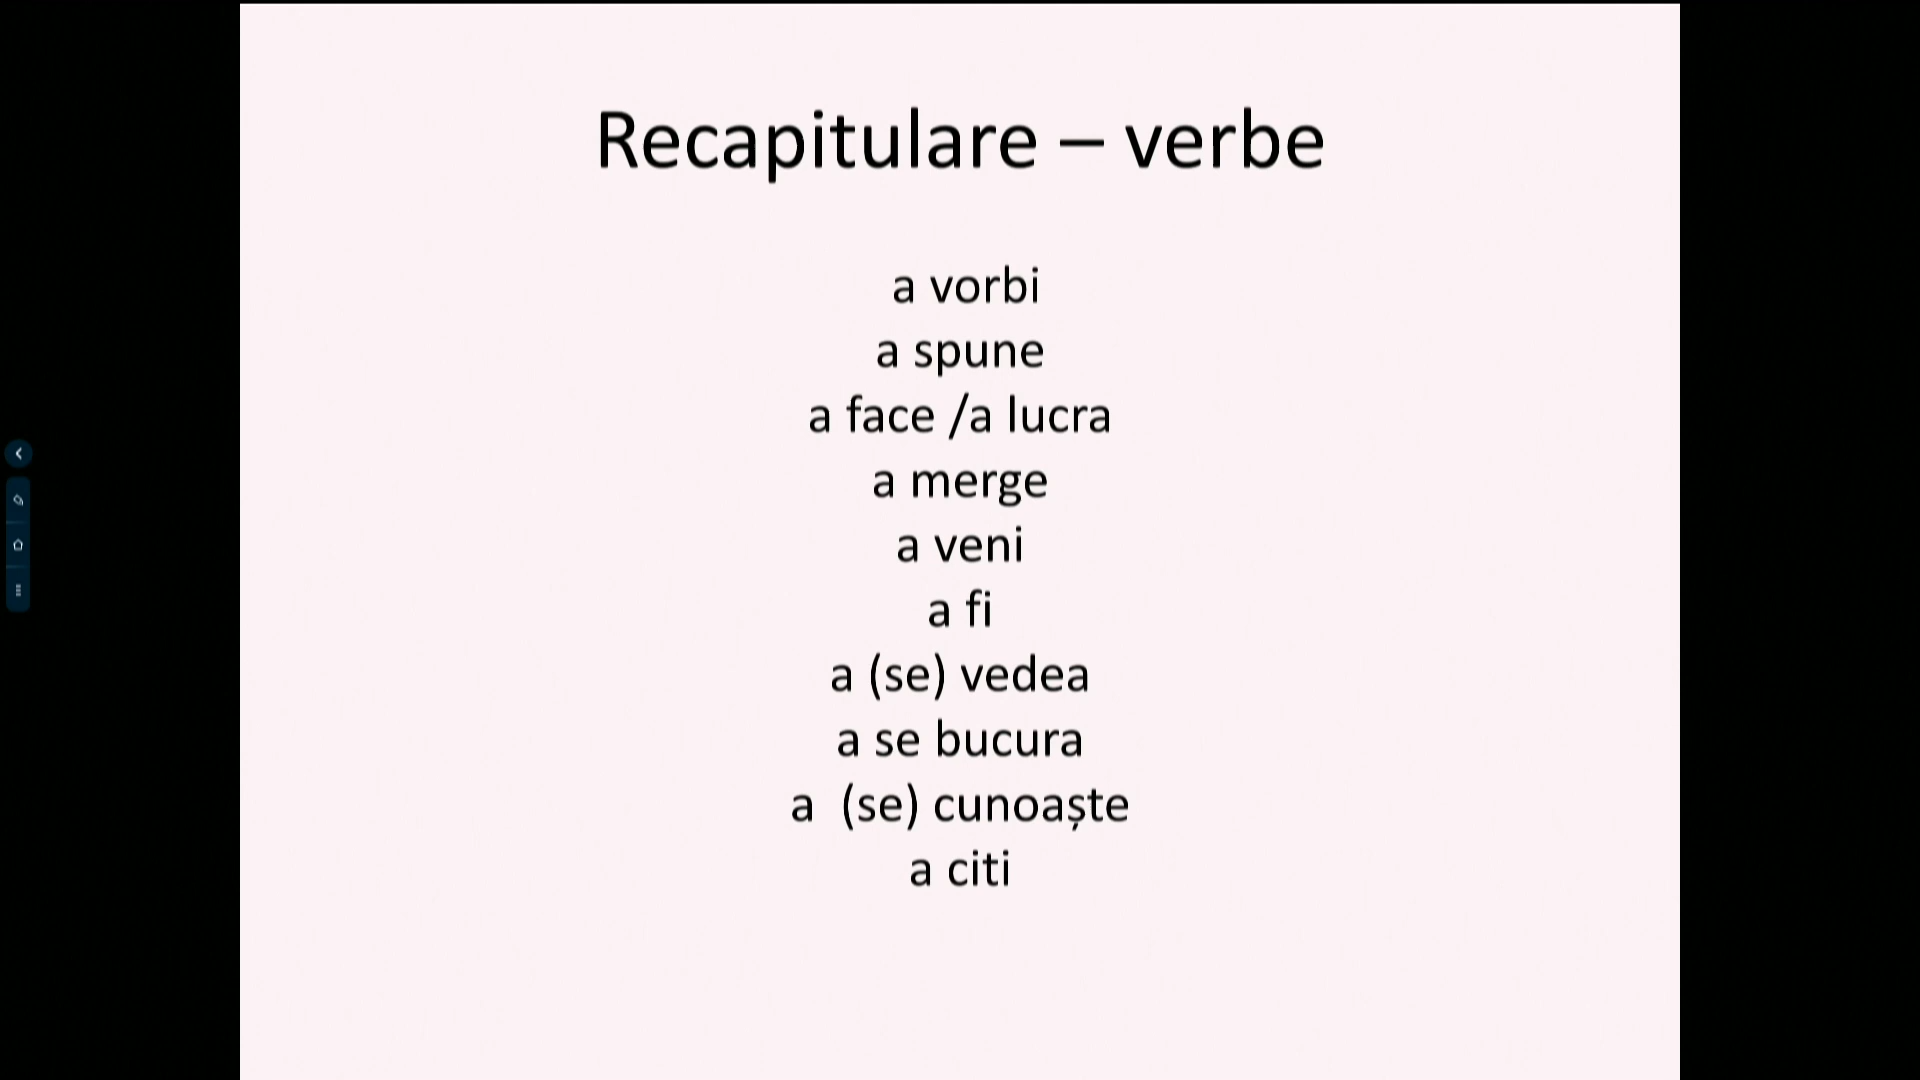 Recapitulare – verbe
a vorbi
a spune
a face /a lucra
a merge
a veni
a fi
a (se) vedea
a se bucura
a  (se) cunoaște
a citi